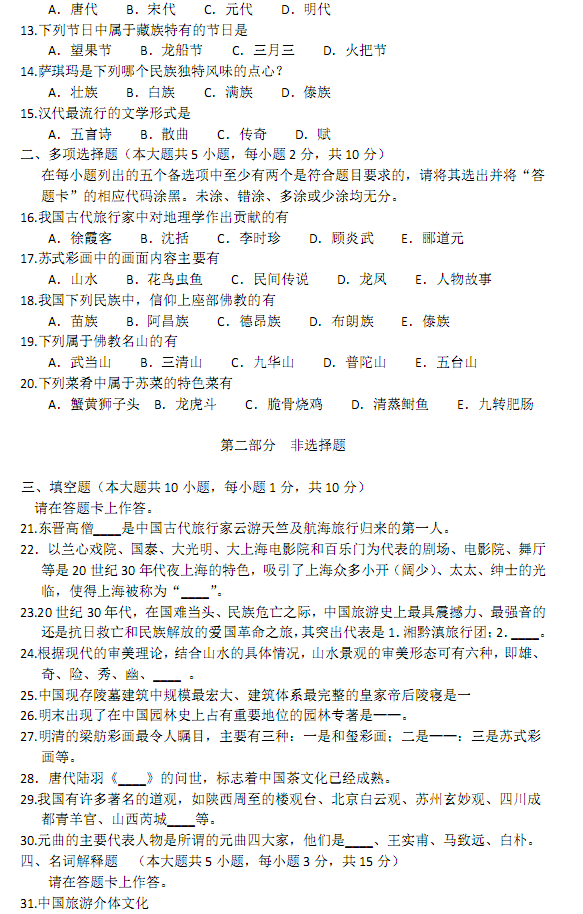 A．唐代 B．宋代 C．元代 D．明代
13.下列节日中属于藏族特有的节日是
A．望果节 B．龙船节 C．三月三 D．火把节
14.萨琪玛是下列哪个民族独特风味的点心？
A．壮族 B．白族 C．满族 D．傣族
15.汉代最流行的文学形式是
A．五言诗 B．散曲 C．传奇 D．赋
二、多项选择题（本大题共 5 小题，每小题 2 分，共 10 分）
在每小题列出的五个备选项中至少有两个是符合题目要求的，请将其选出并将“答
题卡”的相应代码涂黑。未涂、错涂、多涂或少涂均无分。
16.我国古代旅行家中对地理学作出贡献的有
A．徐霞客 B．沈括 C．李时珍 D．顾炎武 E．郦道元
17.苏式彩画中的画面内容主要有
A．山水 B．花鸟虫鱼 C．民间传说 D．龙凤 E．人物故事
18.我国下列民族中，信仰上座部佛教的有
A．苗族 B．阿昌族 C．德昂族 D．布朗族 E．傣族
19.下列属于佛教名山的有
A．武当山 B．三清山 C．九华山 D．普陀山 E．五台山
20.下列菜肴中属于苏菜的特色菜有
A．蟹黄狮子头 B．龙虎斗 C．脆骨烧鸡 D．清蒸鲥鱼 E．九转肥肠
第二部分 非选择题
三、填空题（本大题共 10 小题，每小题 1 分，共 10 分）
请在答题卡上作答。
21.东晋高僧____是中国古代旅行家云游天竺及航海旅行归来的第一人。
22．以兰心戏院、国泰、大光明、大上海电影院和百乐门为代表的剧场、电影院、舞厅
等是 20 世纪 30 年代夜上海的特色，吸引了上海众多小开（阔少）、太太、绅士的光
临，使得上海被称为“____”。
23.20 世纪 30 年代，在国难当头、民族危亡之际，中国旅游史上最具震撼力、最强音的
还是抗日救亡和民族解放的爱国革命之旅，其突出代表是 1.湘黔滇旅行团；2.____。
24.根据现代的审美理论，结合山水的具体情况，山水景观的审美形态可有六种，即雄、
奇、险、秀、幽、____ 。
25.中国现存陵墓建筑中规模最宏大、建筑体系最完整的皇家帝后陵寝是一
26.明末出现了在中国园林史上占有重要地位的园林专著是一一。
27.明清的梁舫彩画最令人瞩目，主要有三种：一是和玺彩画；二是一一；三是苏式彩
画等。
28．唐代陆羽《____》的问世，标志着中国茶文化已经成熟。
29.我国有许多著名的道观，如陕西周至的楼观台、北京白云观、苏州玄妙观、四川成
都青羊官、山西芮城____等。
30.元曲的主要代表人物是所谓的元曲四大家，他们是____、王实甫、马致远、白朴。
四、名词解释题 （本大题共 5 小题，每小题 3 分，共 15 分）
请在答题卡上作答。
31.中国旅游介体文化